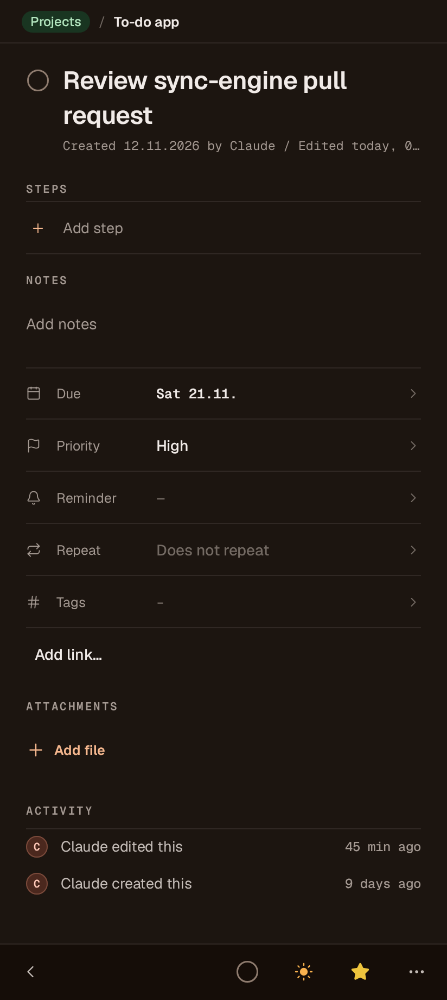 Projects / To-do app
Review sync-engine pull
request
Created 12.11.2026 by Claude / Edited today, 0…
STEPS
+ Add step
NOTES
Add notes
Due Sat 21.11.
Priority High
Reminder –
Repeat Does not repeat
# Tags –
Add link…
ATTACHMENTS
+ Add file
ACTIVITY
C Claude edited this 45 min ago
C Claude created this 9 days ago